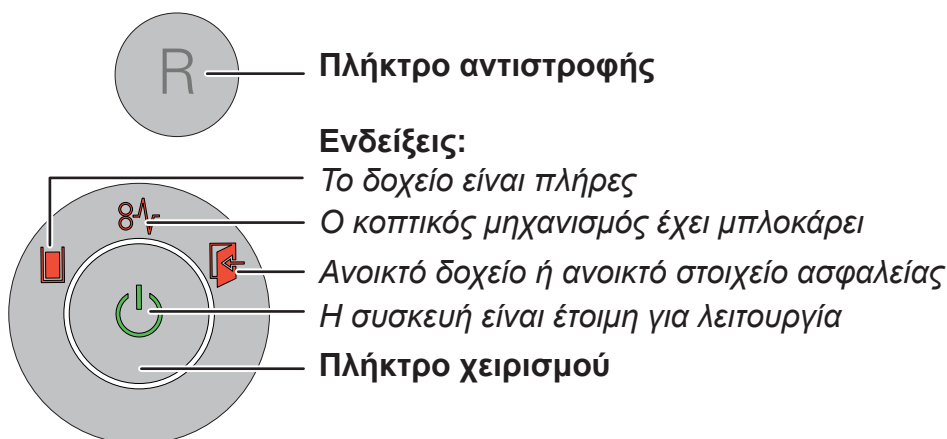 R
Πλήκτρο αντιστροφής
Ενδείξεις:
Το δοχείο είναι πλήρες
Ο κοπτικός μηχανισμός έχει μπλοκάρει
Ανοικτό δοχείο ή ανοικτό στοιχείο ασφαλείας
Η συσκευή είναι έτοιμη για λειτουργία
Πλήκτρο χειρισμού